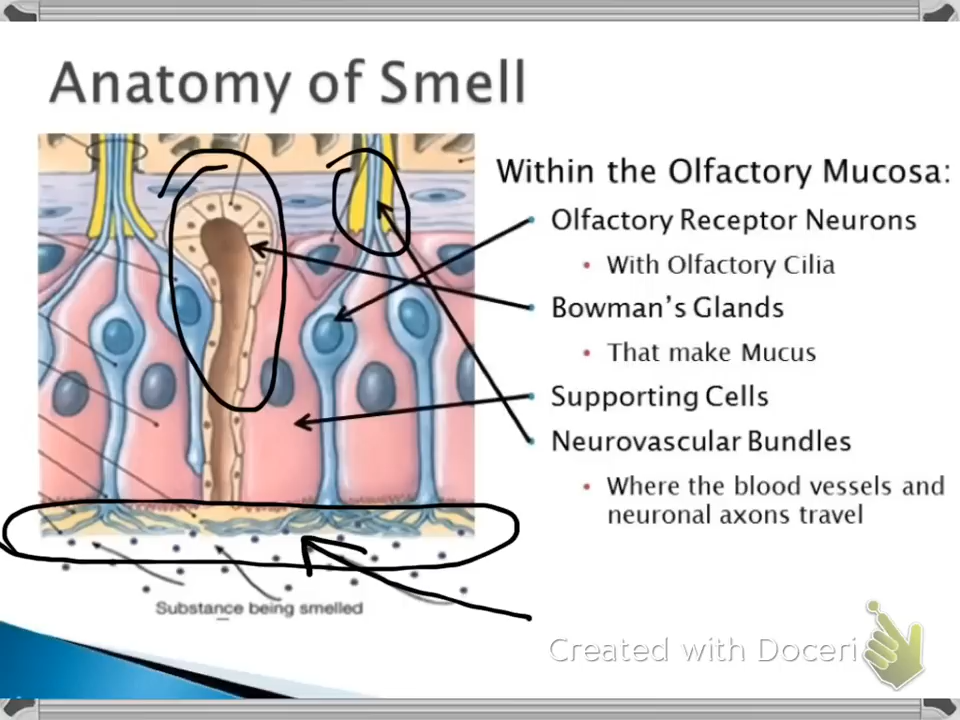 Anatomy of Smell
Within the Olfactory Mucosa:
Olfactory Receptor Neurons
With Olfactory Cilia
Bowman's Glands
That make Mucus
Supporting Cells
Neurovascular Bundles
Where the blood vessels and
neuronal axons travel
Substance being smelled
Created with Doceri